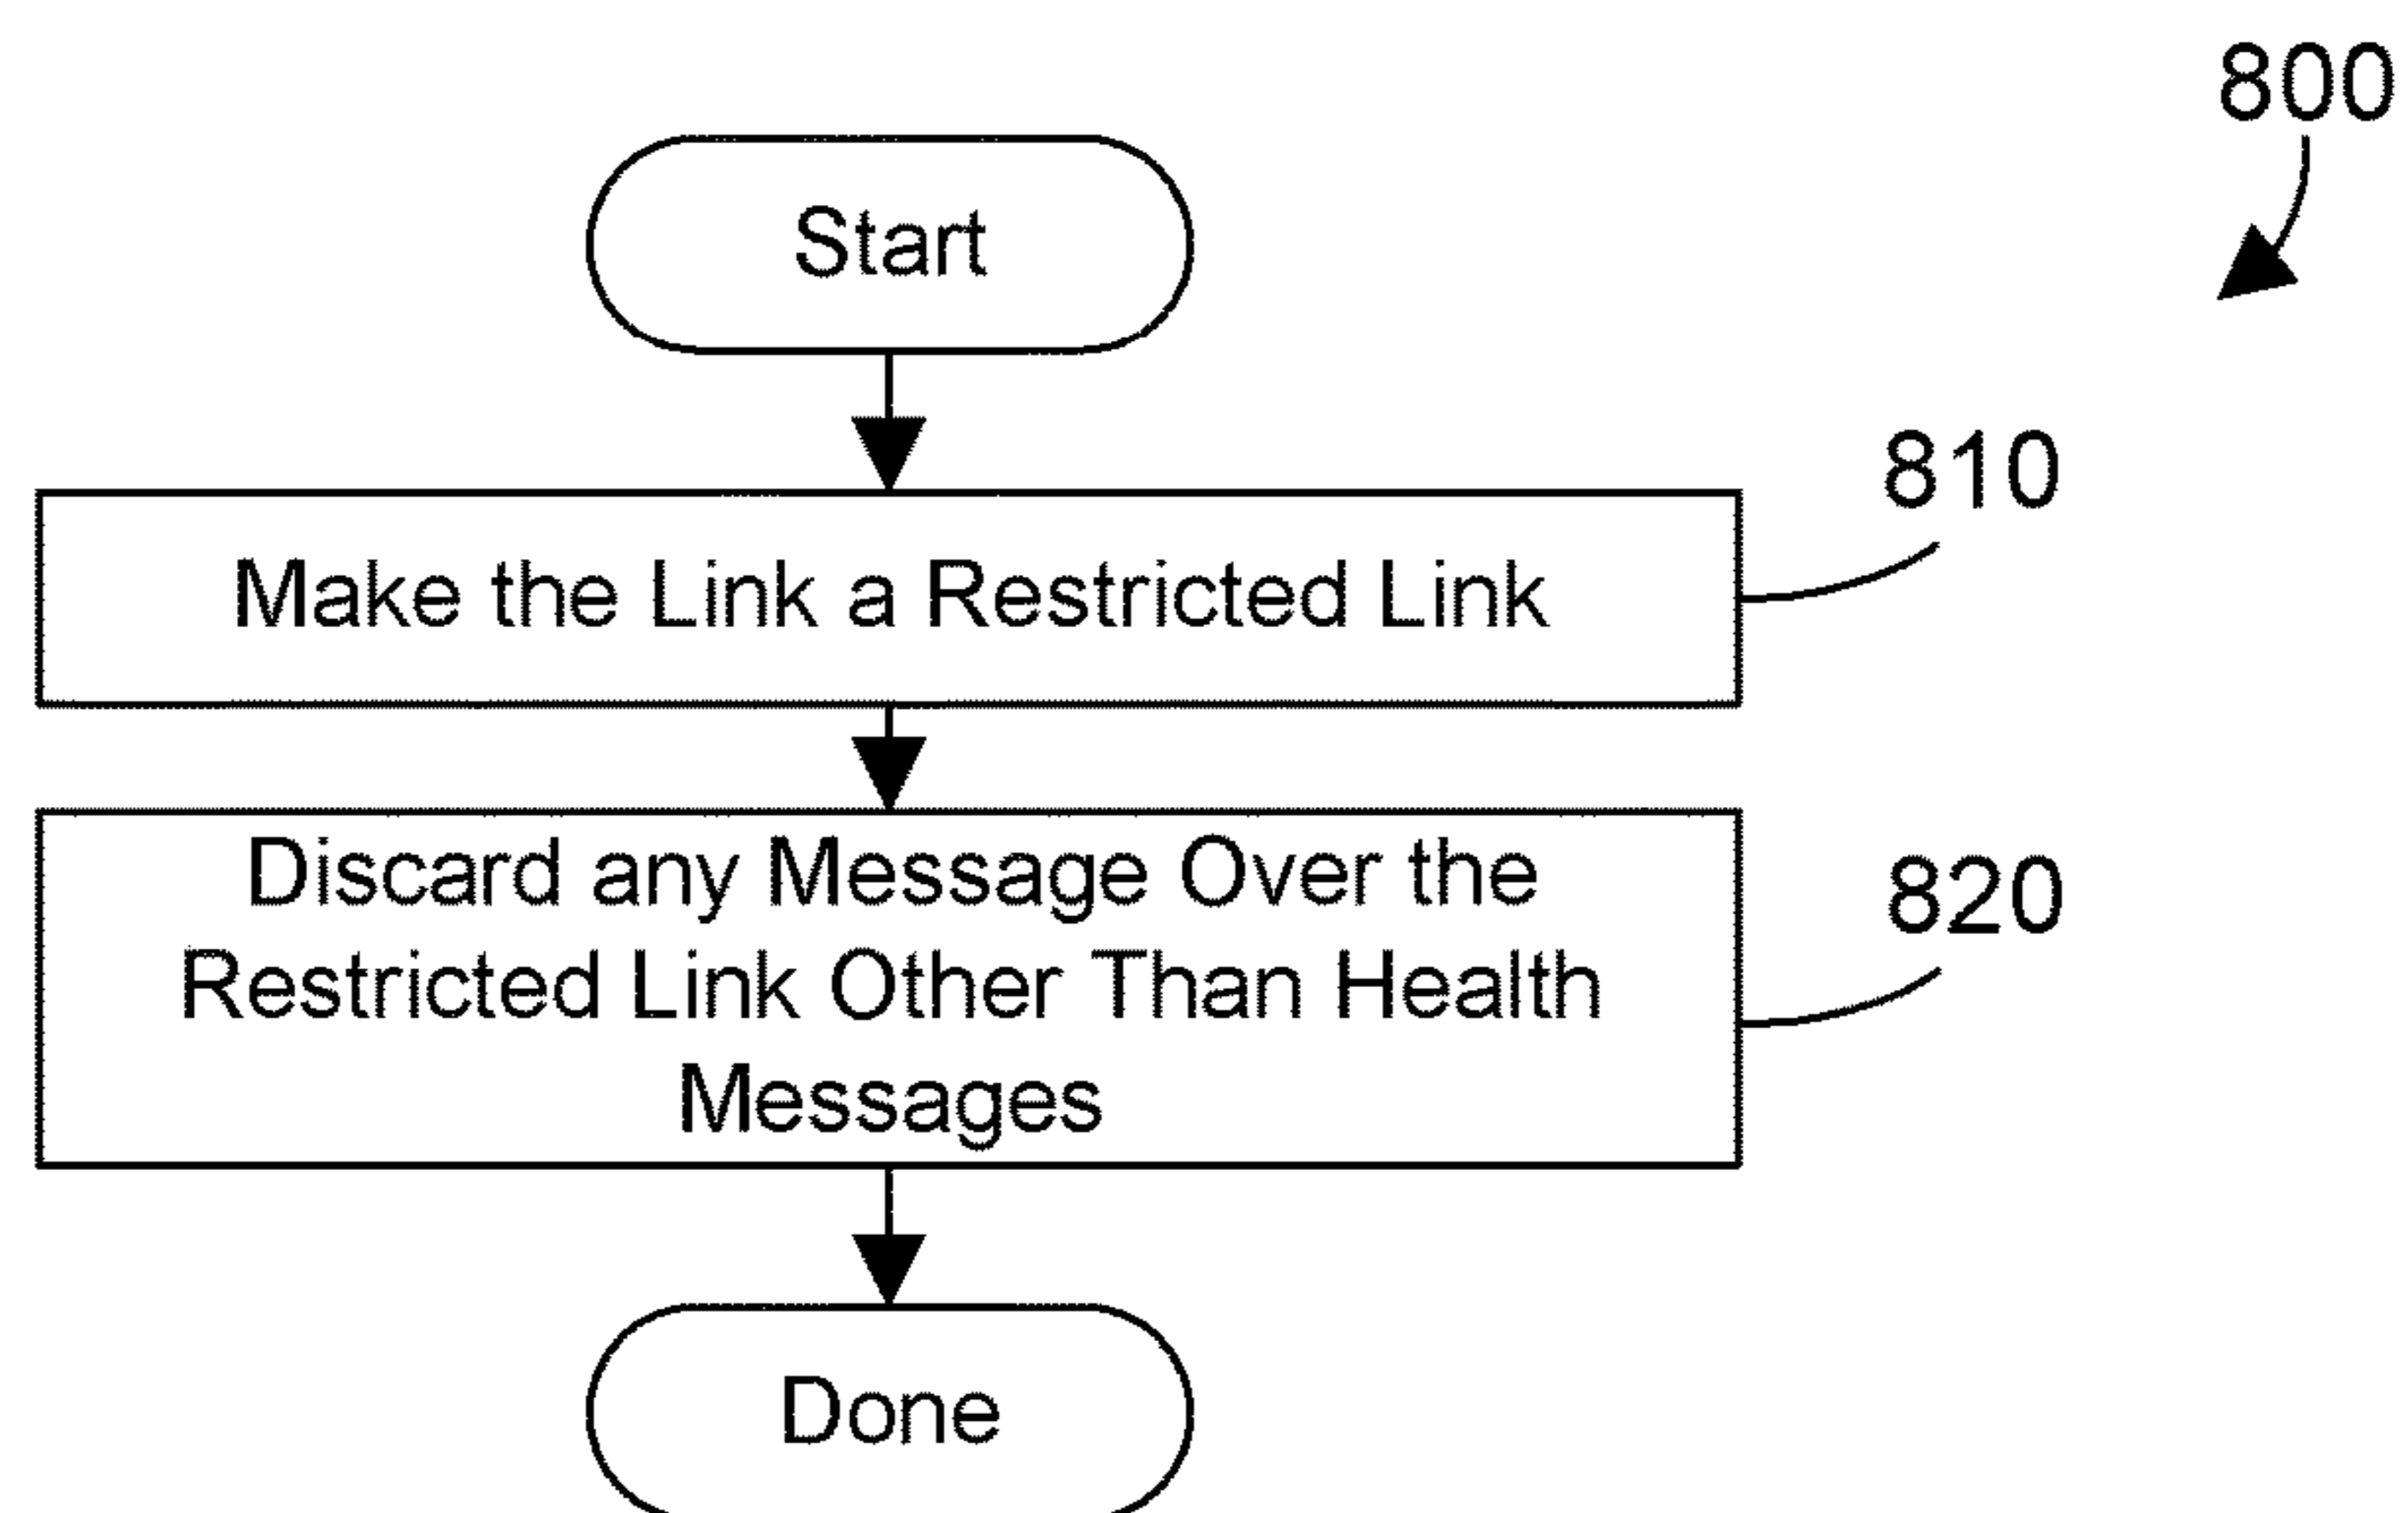 800
Start
810
Make the Link a Restricted Link
Discard any Message Over the
820
Restricted Link Other Than Health
Messages
Done